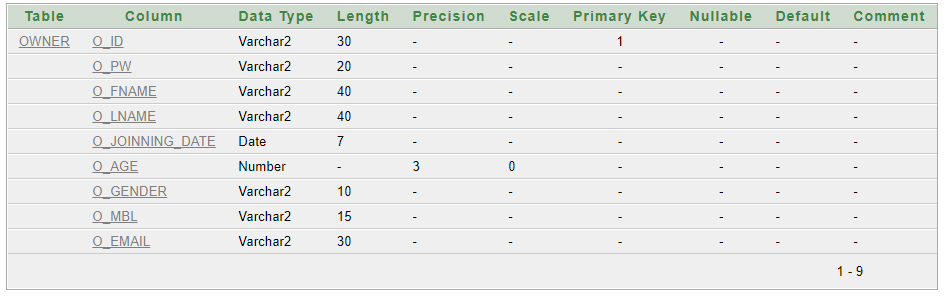 Table Column Data Type Length Precision Scale Primary Key Nullable Default Comment
OWNER O_ID Varchar2 30 - - 1 - - -
O_PW Varchar2 20 - - - - - -
O_FNAME Varchar2 40 - - - - - -
O_LNAME Varchar2 40 - - - - - -
O_JOINNING_DATE Date 7 - - - - - -
O_AGE Number - 3 0 - - - -
O_GENDER Varchar2 10 - - - - - -
O_MBL Varchar2 15 - - - - - -
O_EMAIL Varchar2 30 - - - - - -
1 - 9